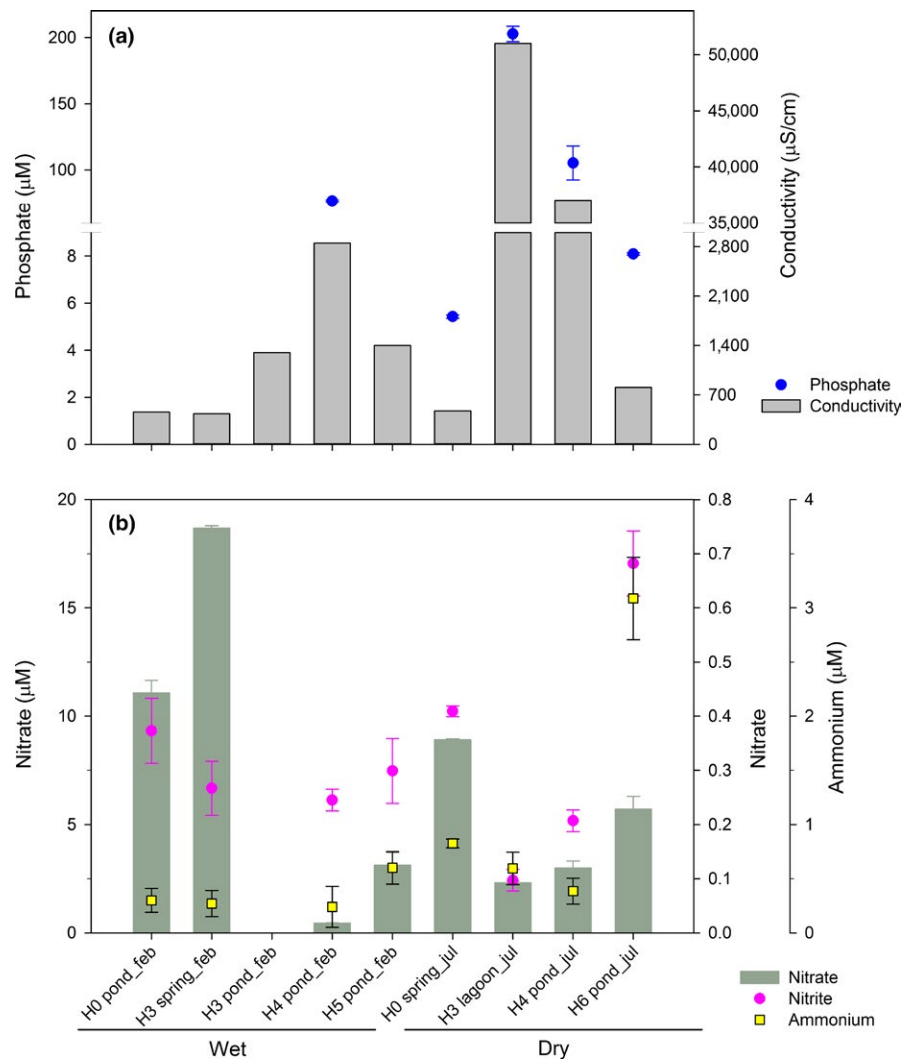 (a)
200
150
100
8
6
4
2
0
Phosphate (μM)
50,000
45,000
40,000
35,000
2,800
2,100
1,400
700
0
Conductivity (μS/cm)
Phosphate
Conductivity
(b)
20
15
10
5
0
Nitrate (μM)
0.8
0.7
0.6
0.5
0.4
0.3
0.2
0.1
0.0
Nitrate
4
3
2
1
0
Ammonium (μM)
H0 pond_feb
H3 spring_feb
H3 pond_feb
H4 pond_feb
H5 pond_feb
H0 spring_jul
H3 lagoon_jul
H4 pond_jul
H6 pond_jul
Wet
Dry
Nitrate
Nitrite
Ammonium